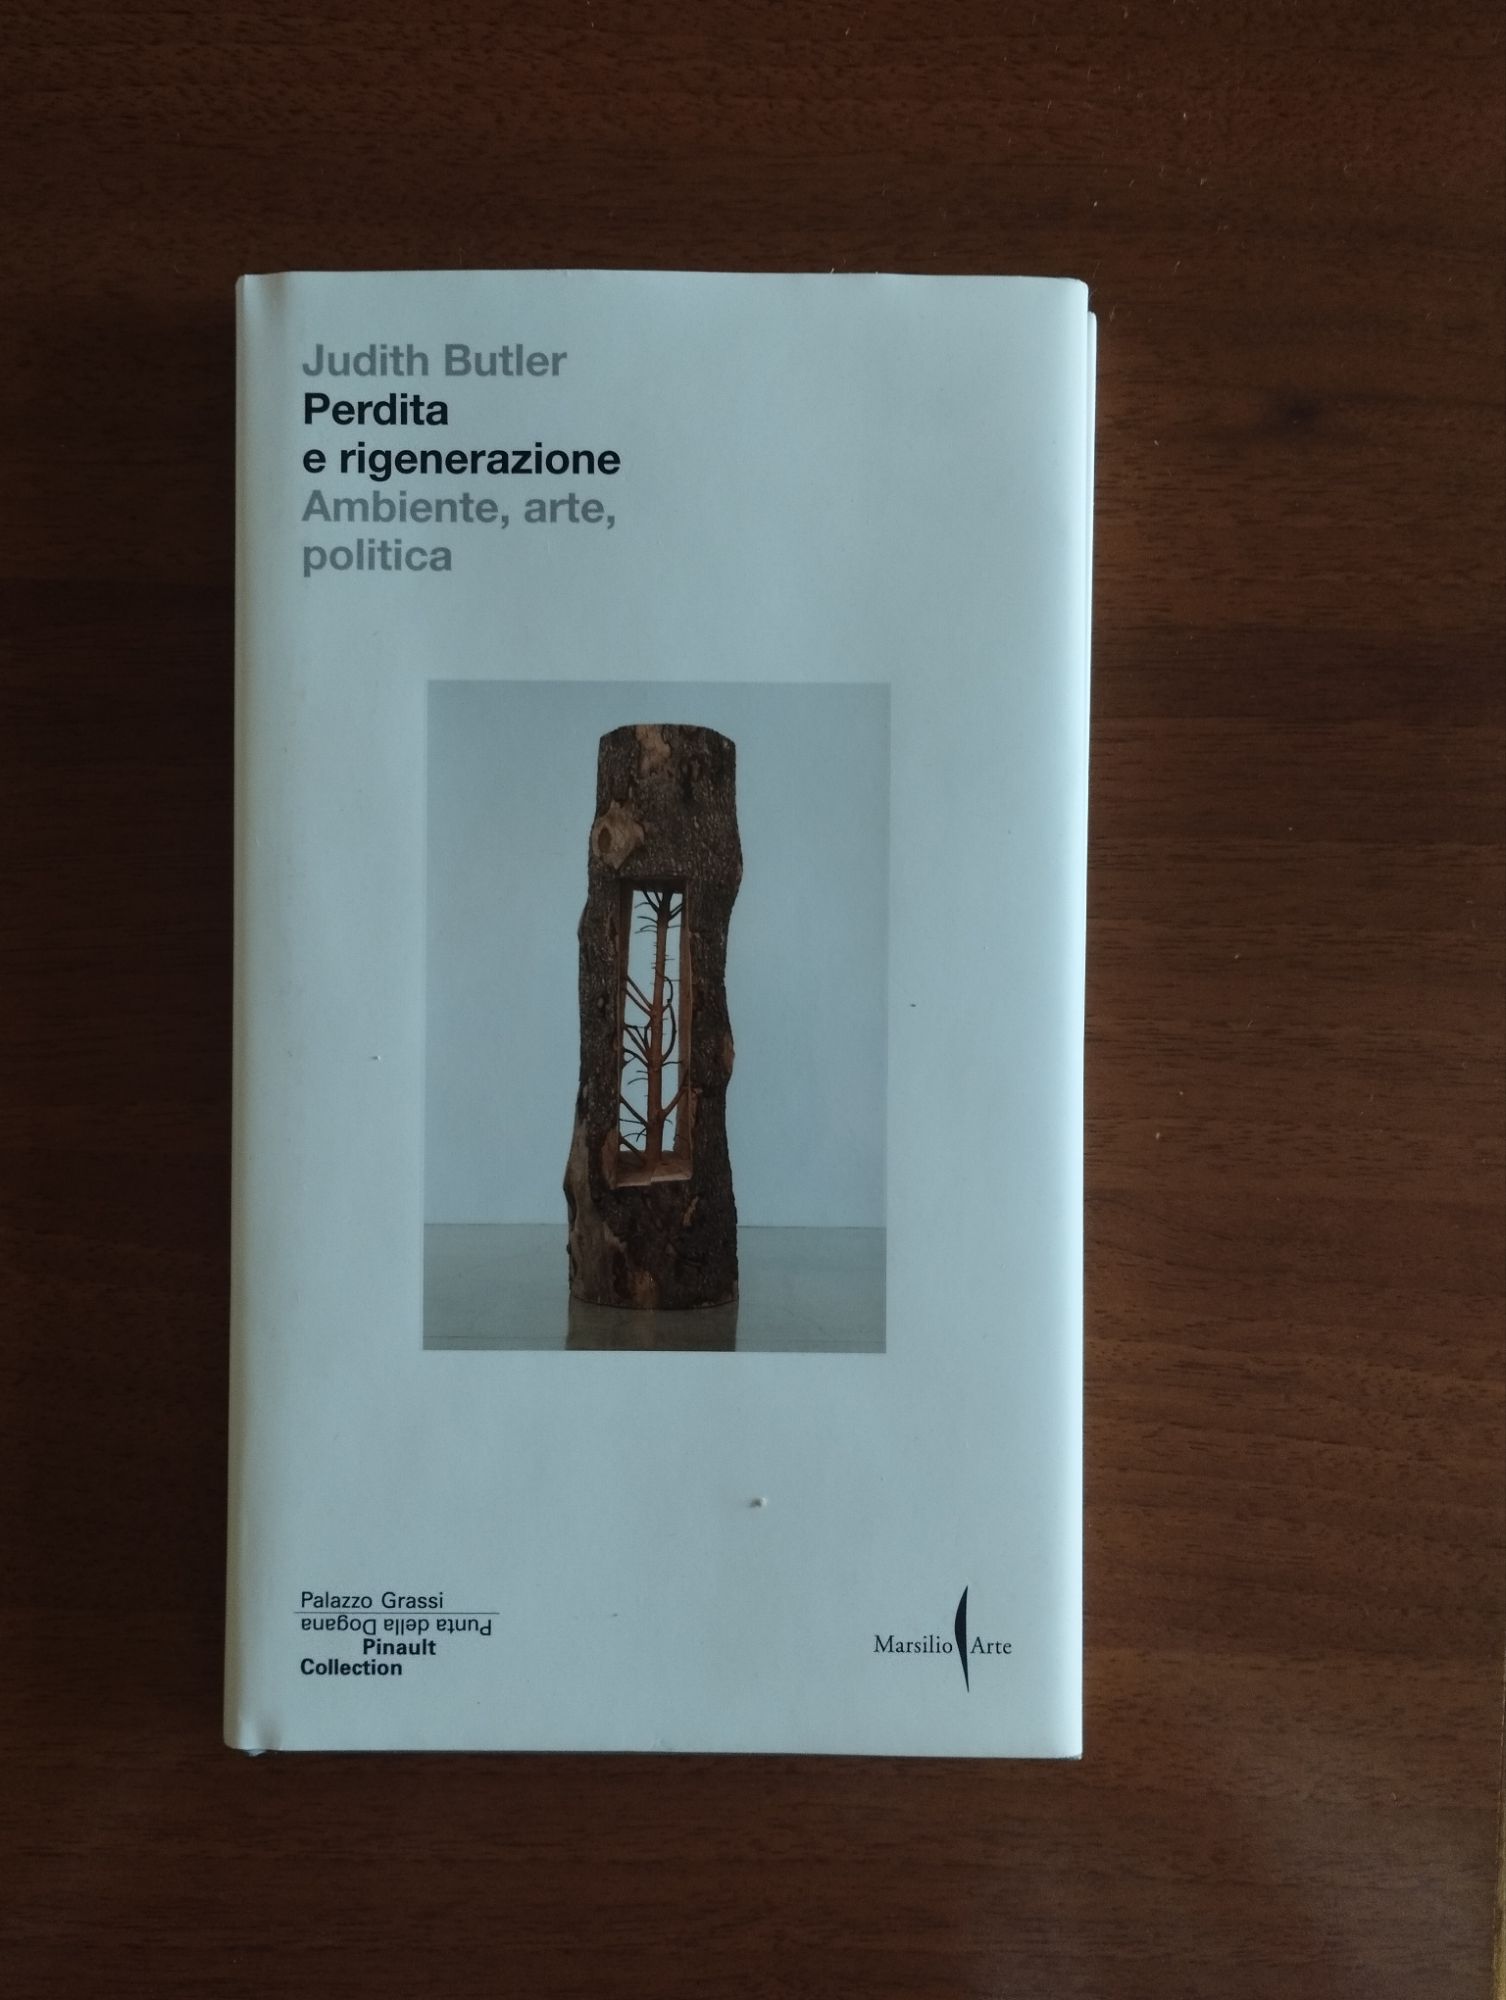 Judith Butler
Perdita
e rigenerazione
Ambiente, arte,
politica
Palazzo Grassi
Punta della Dogana
Pinault
Collection
Marsilio Arte